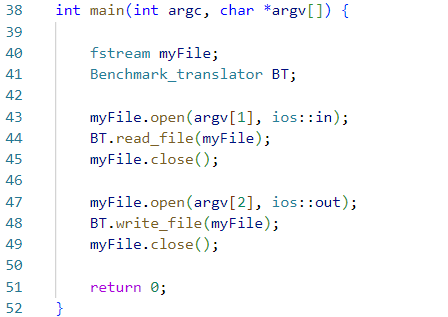 38 int main(int argc, char *argv[]) {
39
40 fstream myFile;
41 Benchmark_translator BT;
42
43 myFile.open(argv[1], ios::in);
44 BT.read_file(myFile);
45 myFile.close();
46
47 myFile.open(argv[2], ios::out);
48 BT.write_file(myFile);
49 myFile.close();
50
51 return 0;
52 }